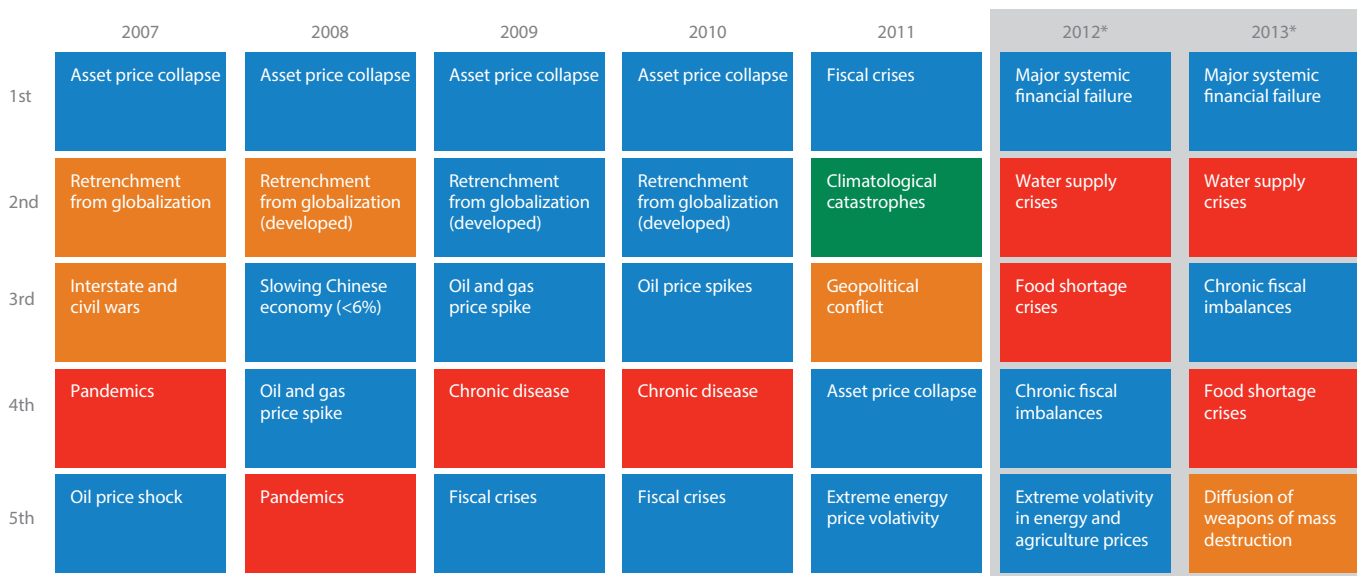 2007 2008 2009 2010 2011 2012* 2013*
1st
Asset price collapse
Asset price collapse
Asset price collapse
Asset price collapse
Fiscal crises
Major systemic
financial failure
Major systemic
financial failure
2nd
Retrenchment
from globalization
Retrenchment
from globalization
(developed)
Retrenchment
from globalization
(developed)
Retrenchment
from globalization
(developed)
Climatological
catastrophes
Water supply
crises
Water supply
crises
3rd
Interstate and
civil wars
Slowing Chinese
economy (<6%)
Oil and gas
price spike
Oil price spikes
Geopolitical
conflict
Food shortage
crises
Chronic fiscal
imbalances
4th
Pandemics
Oil and gas
price spike
Chronic disease
Chronic disease
Asset price collapse
Chronic fiscal
imbalances
Food shortage
crises
5th
Oil price shock
Pandemics
Fiscal crises
Fiscal crises
Extreme energy
price volativity
Extreme volativity
in energy and
agriculture prices
Diffusion of
weapons of mass
destruction